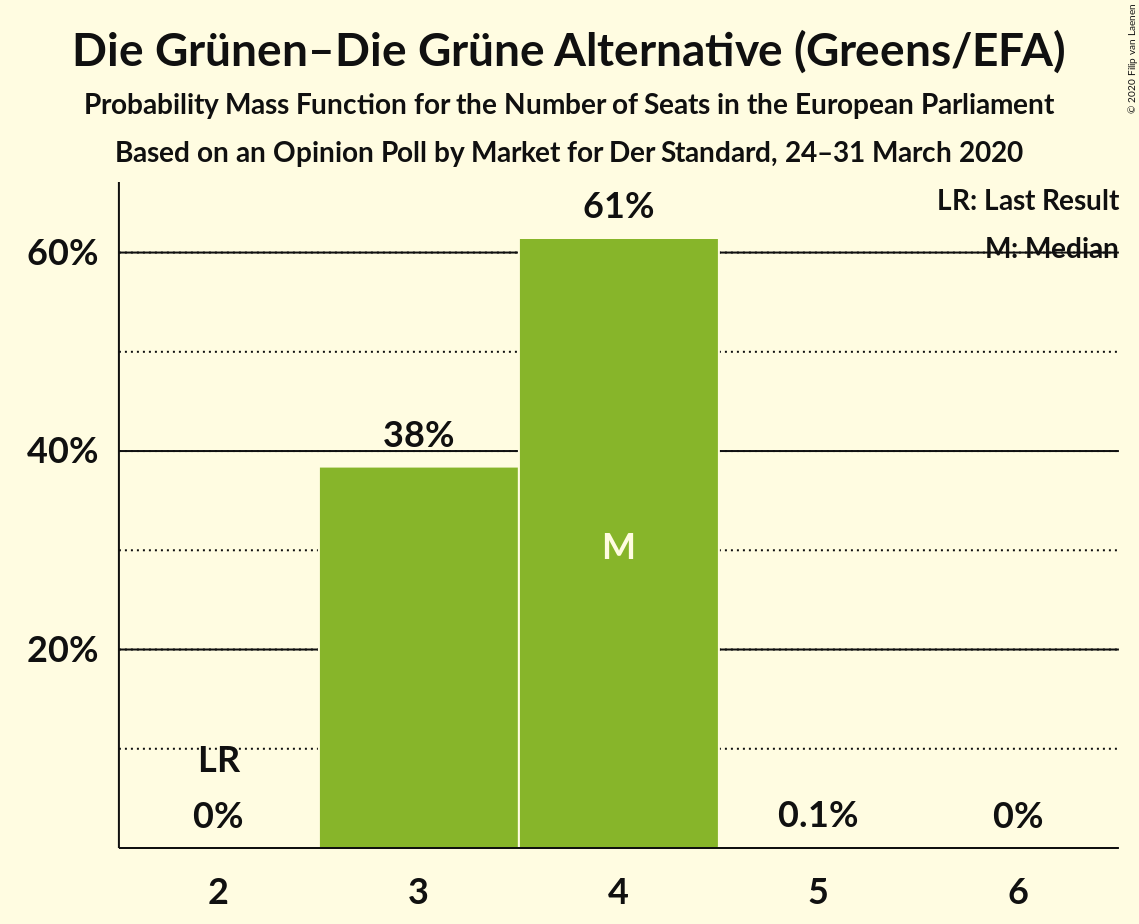 Die Grünen–Die Grüne Alternative (Greens/EFA)
Probability Mass Function for the Number of Seats in the European Parliament
Based on an Opinion Poll by Market for Der Standard, 24–31 March 2020
© 2020 Filip van Laenen
LR: Last Result
M: Median
61%
60%
38%
40%
M
20%
LR
0%
0.1%
0%
2 3 4 5 6